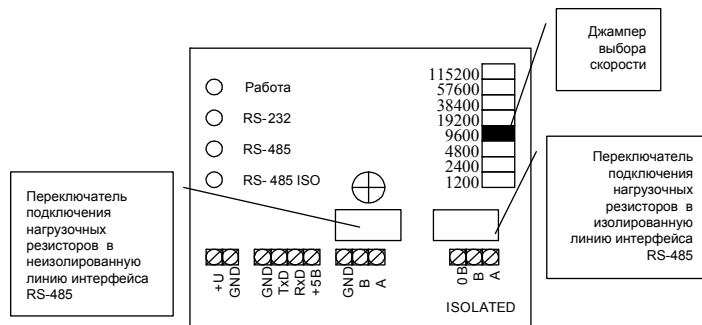 Джампер
выбора
скорости
Работа
RS-232
RS-485
RS- 485 ISO
115200
57600
38400
19200
9600
4800
2400
1200
Переключатель
подключения
нагрузочных
резисторов в
неизолированную
линию интерфейса
RS-485
Переключатель
подключения
нагрузочных
резисторов в
изолированную
линию интерфейса
RS-485
+U
GND
GND
TxD
RxD
+5В
GND
B
A
0В
B
A
ISOLATED